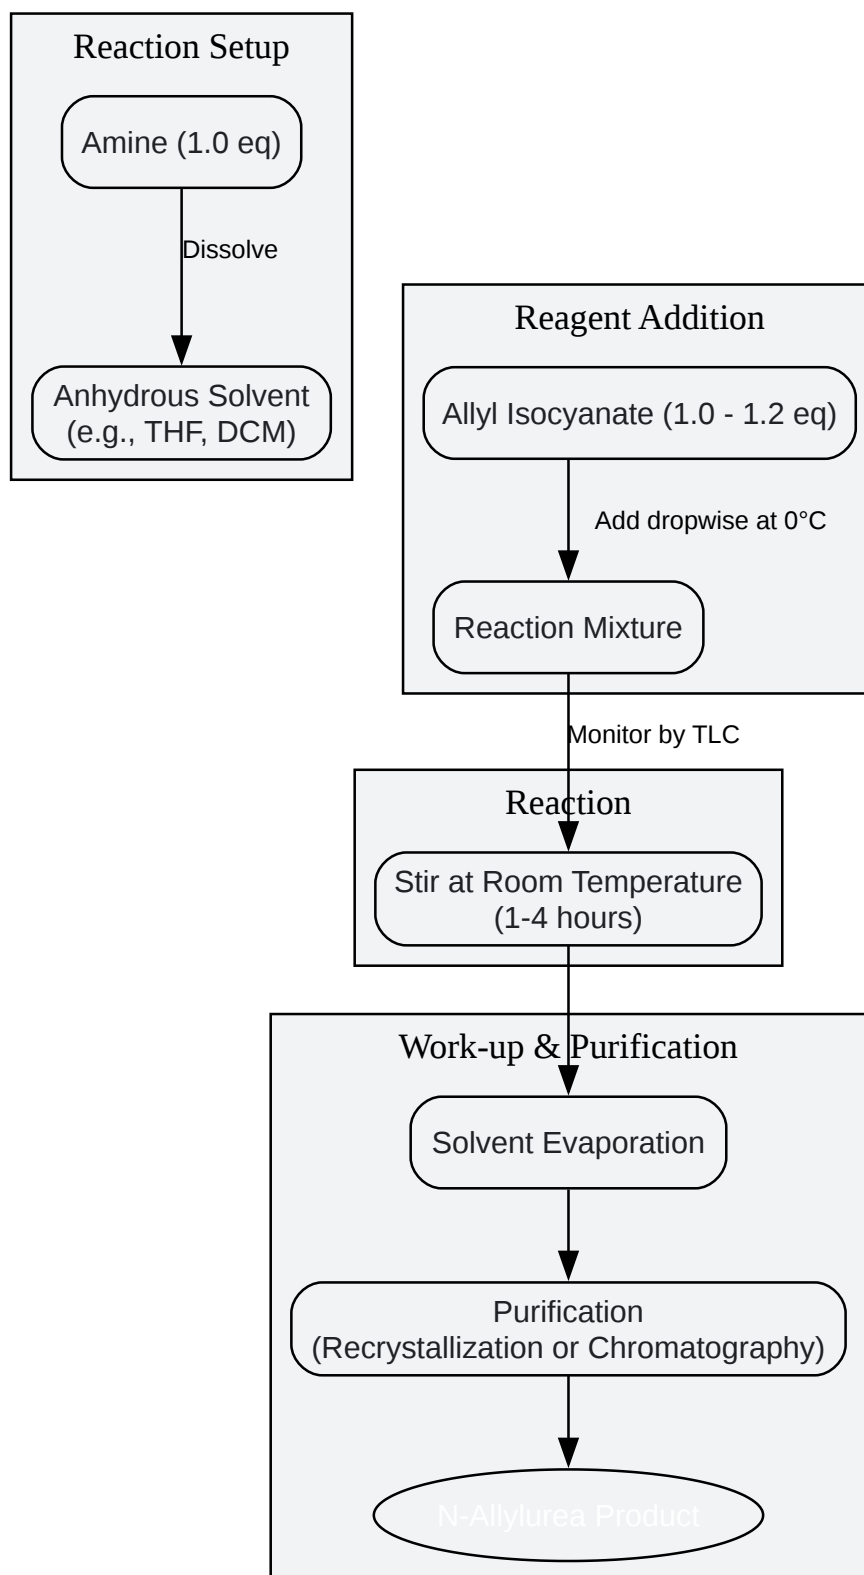 Reaction Setup
Amine (1.0 eq)
Dissolve
Anhydrous Solvent
(e.g., THF, DCM)
Reagent Addition
Allyl Isocyanate (1.0 - 1.2 eq)
Add dropwise at 0°C
Reaction Mixture
Monitor by TLC
Reaction
Stir at Room Temperature
(1-4 hours)
Work-up & Purification
Solvent Evaporation
Purification
(Recrystallization or Chromatography)
N-Allylurea Product